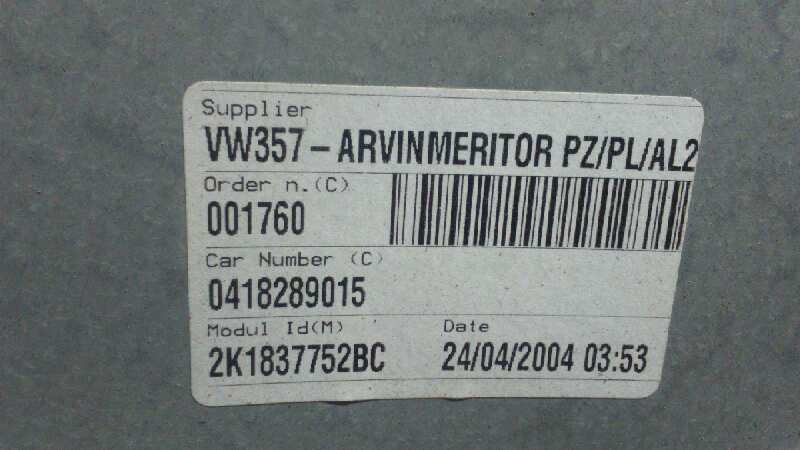 Supplier
VW357 - ARVINMERITOR PZ/PL/AL2
Order n.(C)
001760
Car Number (C)
0418289015
Modul Id(M) Date
2K1837752BC 24/04/2004 03:53